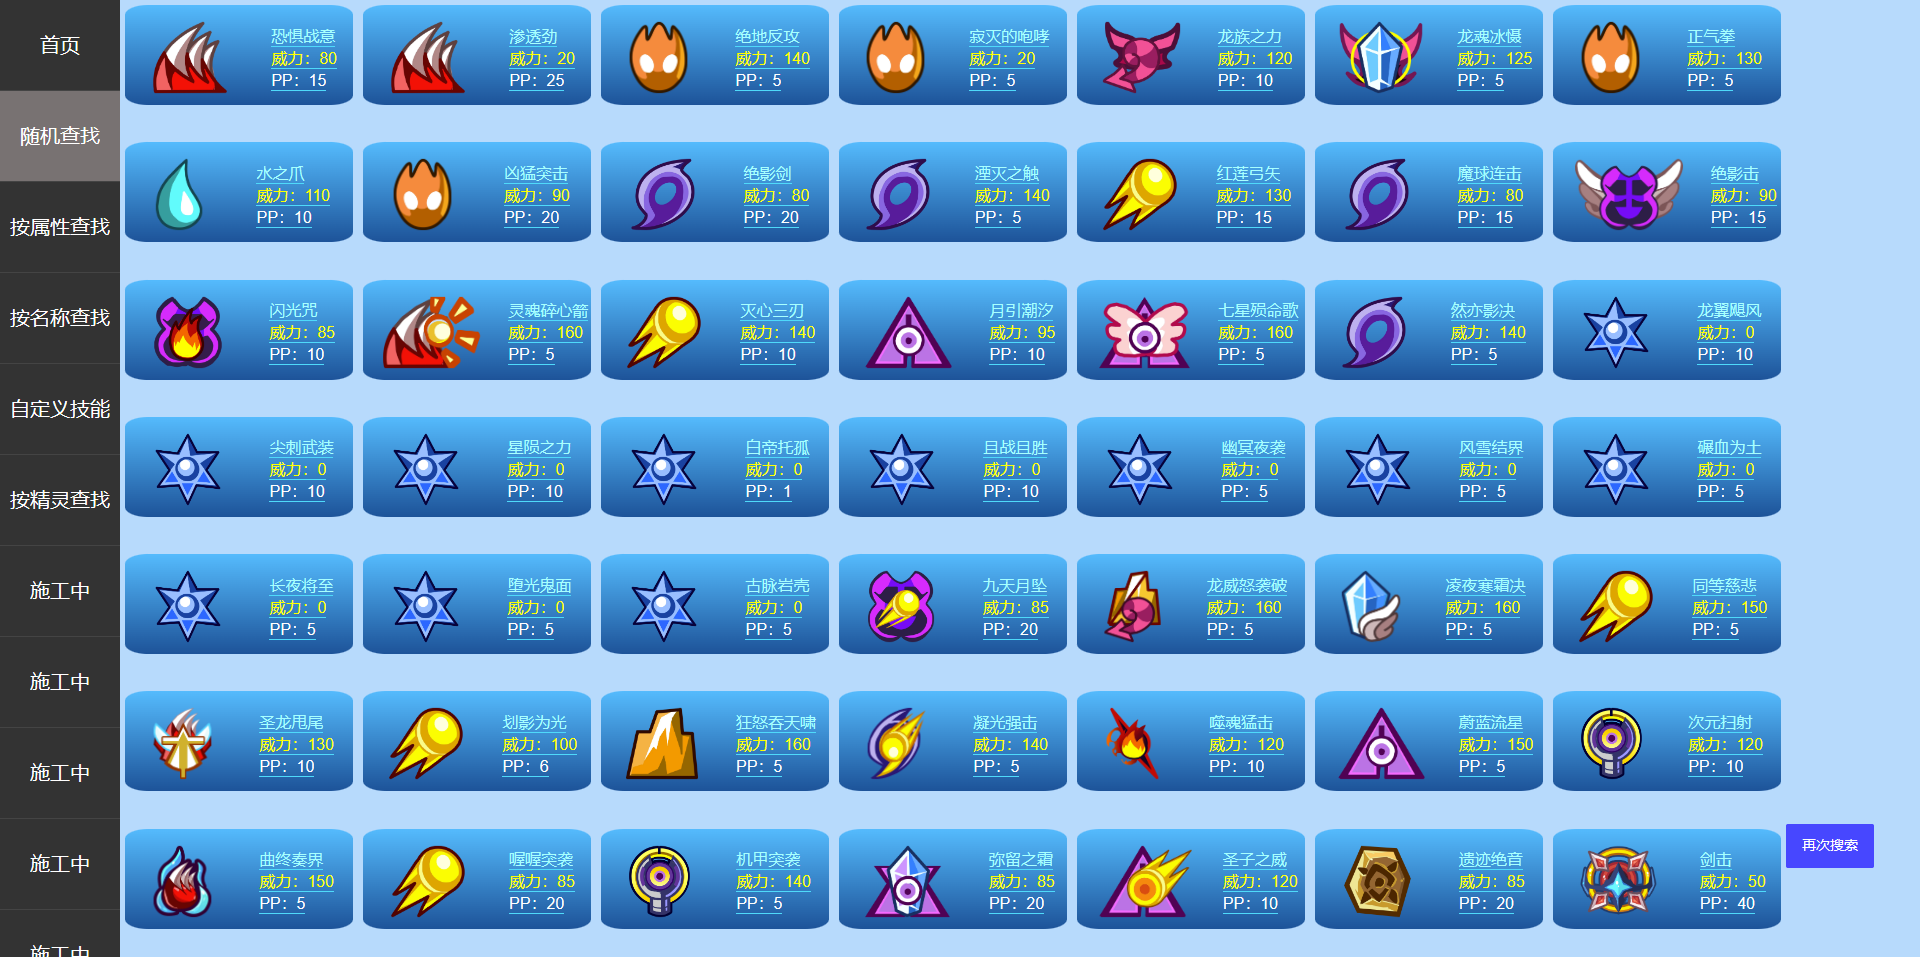 首页
随机查找
按属性查找
按名称查找
自定义技能
按精灵查找
施工中
施工中
施工中
施工中
施工中
恐惧战意
威力：80
PP：15
渗透劲
威力：20
PP：25
绝地反攻
威力：140
PP：5
寂灭的咆哮
威力：20
PP：5
龙族之力
威力：120
PP：10
龙魂冰慑
威力：125
PP：5
正气拳
威力：130
PP：5
水之爪
威力：110
PP：10
凶猛突击
威力：90
PP：20
绝影剑
威力：80
PP：20
湮灭之触
威力：140
PP：5
红莲弓矢
威力：130
PP：15
魔球连击
威力：80
PP：15
绝影击
威力：90
PP：15
闪光咒
威力：85
PP：10
灵魂碎心箭
威力：160
PP：5
灭心三刃
威力：140
PP：10
月引潮汐
威力：95
PP：10
七星殒命歌
威力：160
PP：5
然亦影决
威力：140
PP：5
龙翼飓风
威力：0
PP：10
尖刺武装
威力：0
PP：10
星陨之力
威力：0
PP：10
白帝托孤
威力：0
PP：1
且战且胜
威力：0
PP：10
幽冥夜袭
威力：0
PP：5
风雪结界
威力：0
PP：5
碾血为土
威力：0
PP：5
长夜将至
威力：0
PP：5
堕光鬼面
威力：0
PP：5
古脉岩壳
威力：0
PP：5
九天月坠
威力：85
PP：20
龙威怒袭破
威力：160
PP：5
凌夜寒霜决
威力：160
PP：5
同等慈悲
威力：150
PP：5
圣龙甩尾
威力：130
PP：10
划影为光
威力：100
PP：6
狂怒吞天啸
威力：160
PP：5
凝光强击
威力：140
PP：5
噬魂猛击
威力：120
PP：10
蔚蓝流星
威力：150
PP：5
次元扫射
威力：120
PP：10
曲终奏界
威力：150
PP：5
喔喔突袭
威力：85
PP：20
机甲突袭
威力：140
PP：5
弥留之霜
威力：85
PP：20
圣子之威
威力：120
PP：10
遗迹绝音
威力：85
PP：20
剑击
威力：50
PP：40
再次搜索